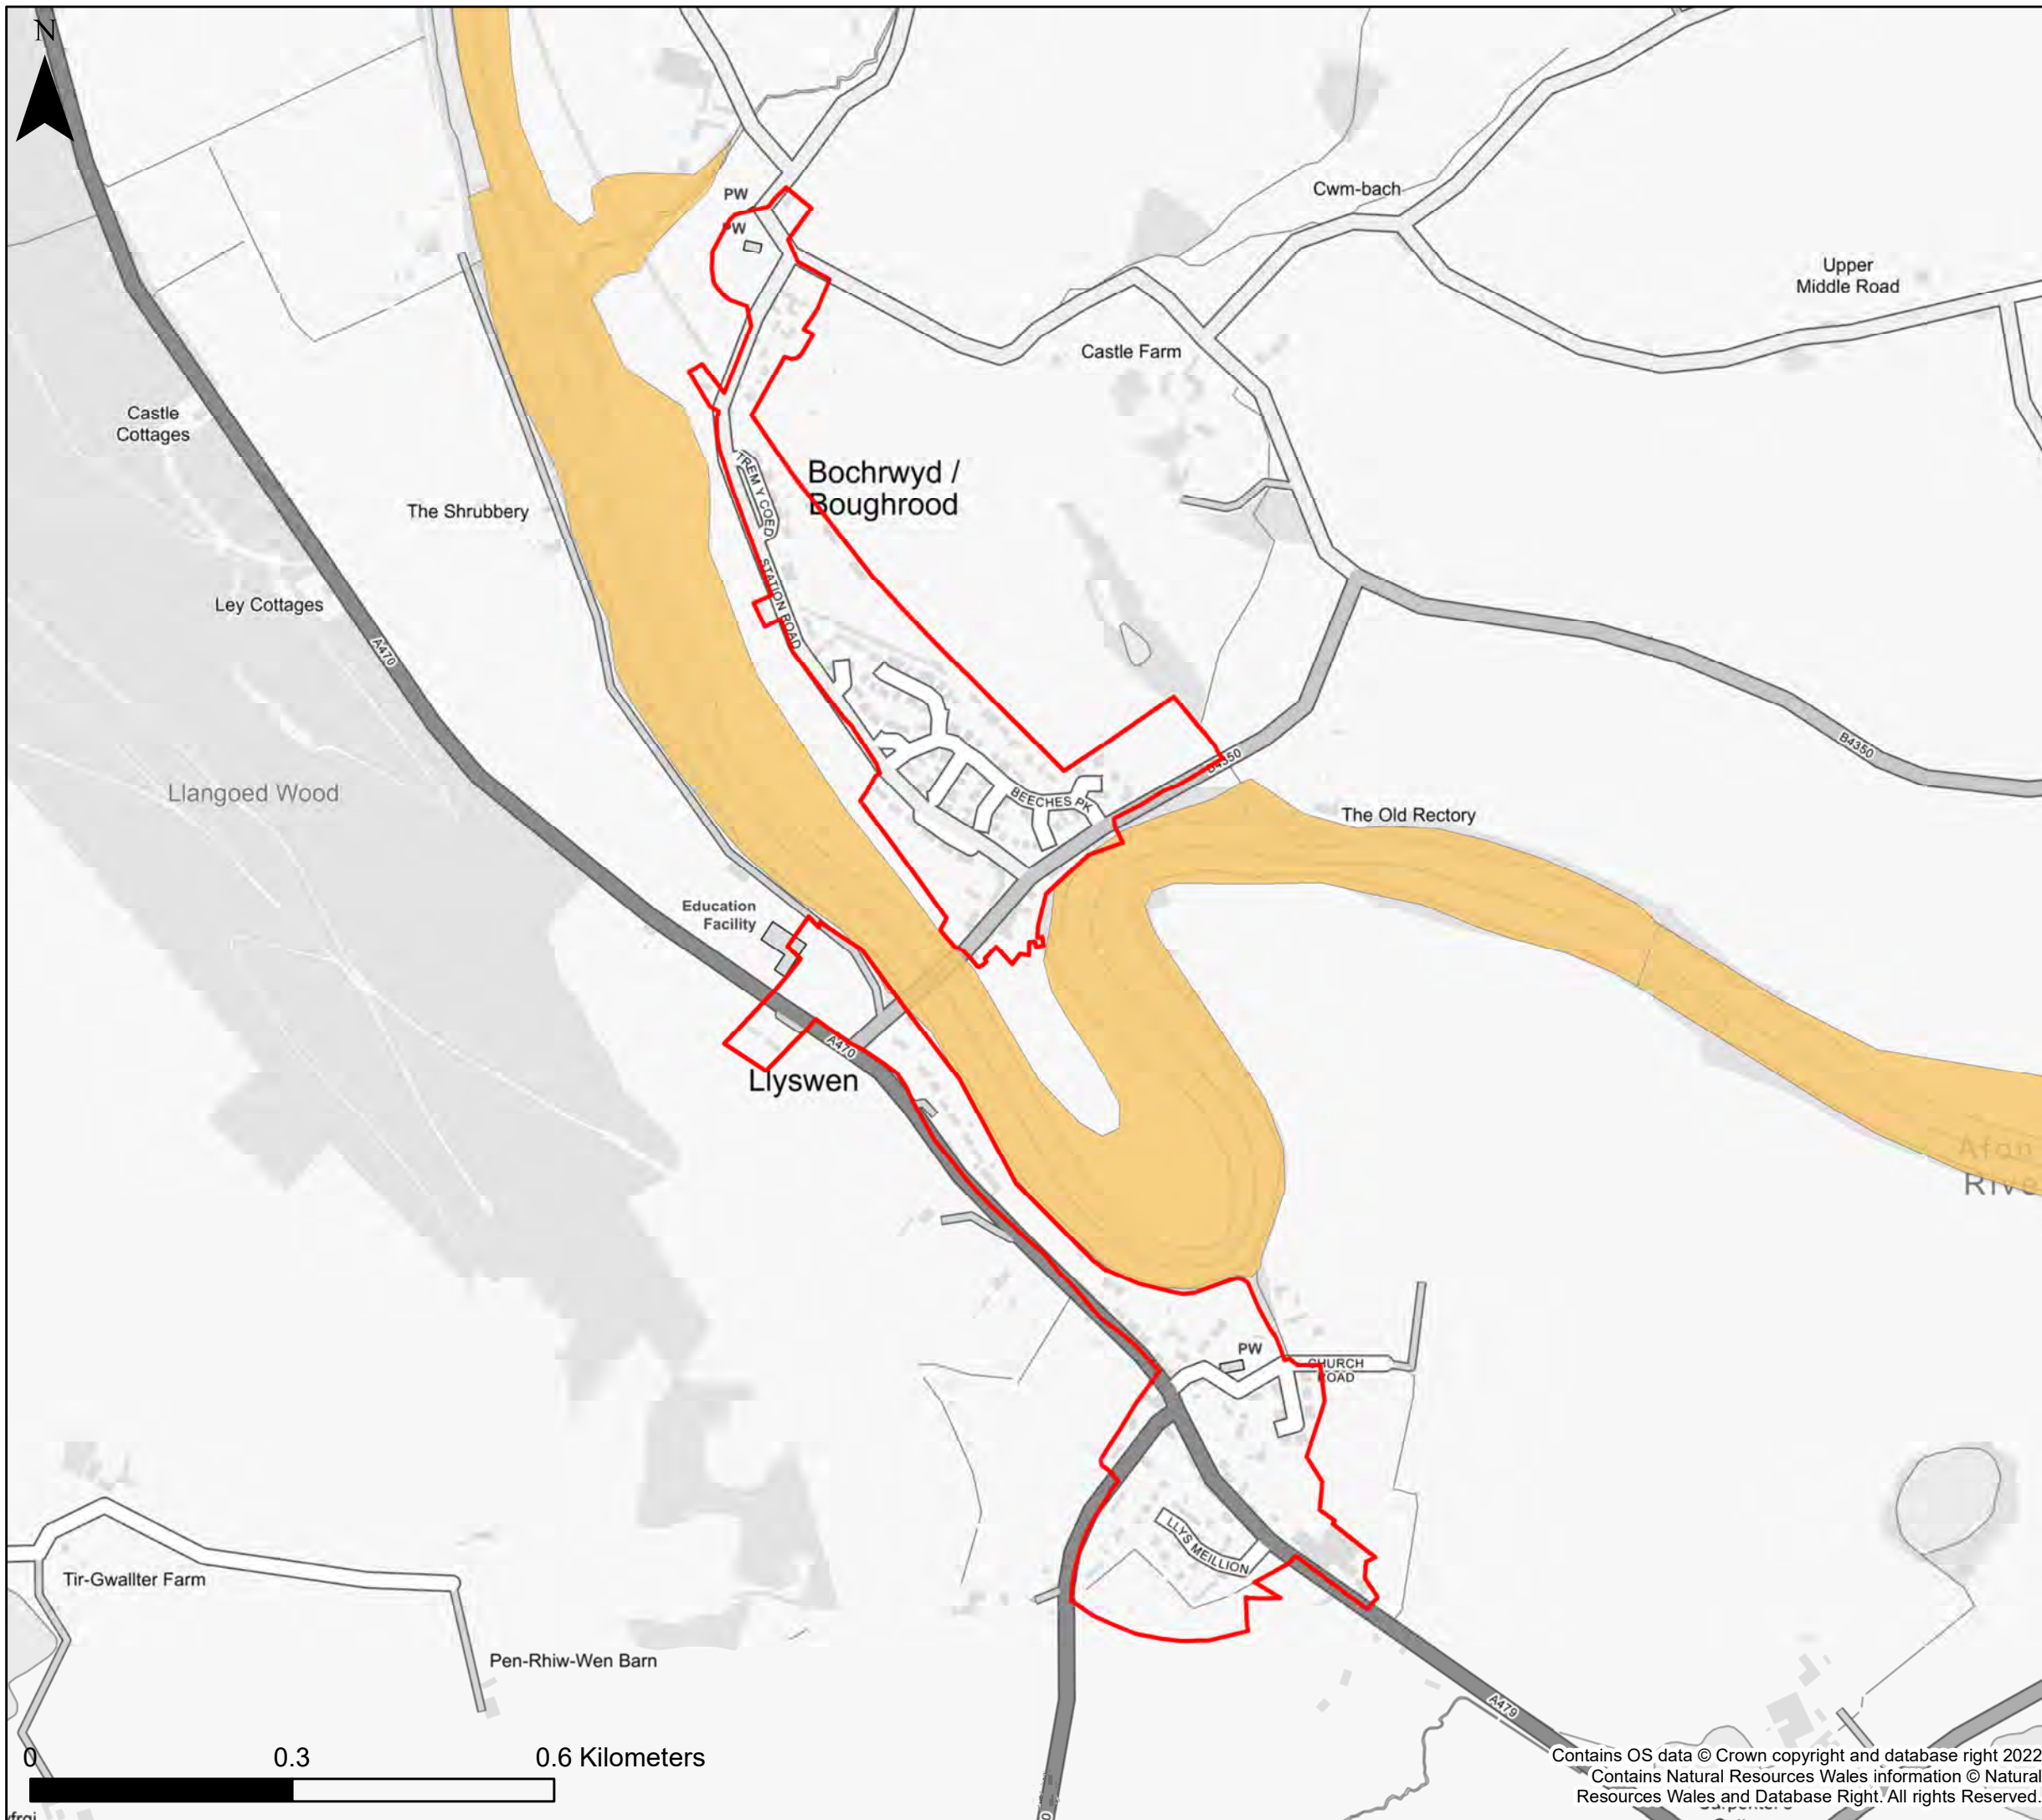 N
PW
PW
Cwm-bach
Upper
Middle Road
Castle Farm
Castle
Cottages
TREM Y COED
Bochrwyd /
Boughrood
The Shrubbery
STATION ROAD
Ley Cottages
A470
B4350
B4350
Llangoed Wood
BEECHES PK
The Old Rectory
Education
Facility
A470
Llyswen
Afon
PW
CHURCH
ROAD
LLYS MEILLION
Tir-Gwallter Farm
Pen-Rhiw-Wen Barn
A479
0 0.3 0.6 Kilometers
Contains OS data © Crown copyright and database right 2022
Contains Natural Resources Wales information © Natural
Resources Wales and Database Right. All rights Reserved.